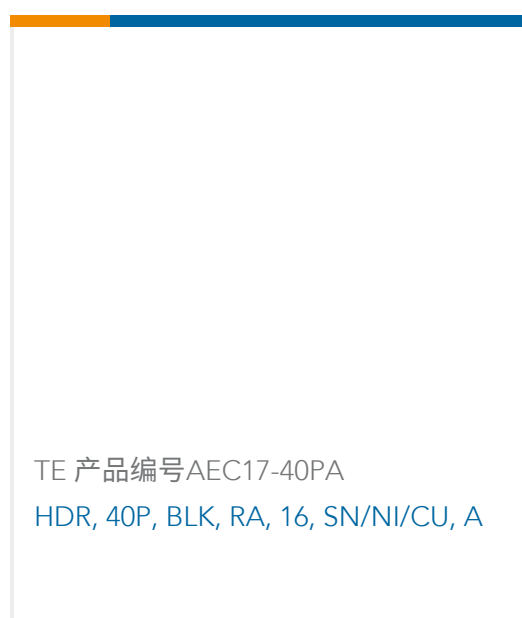 TE 产品编号AEC17-40PA
HDR, 40P, BLK, RA, 16, SN/NI/CU, A